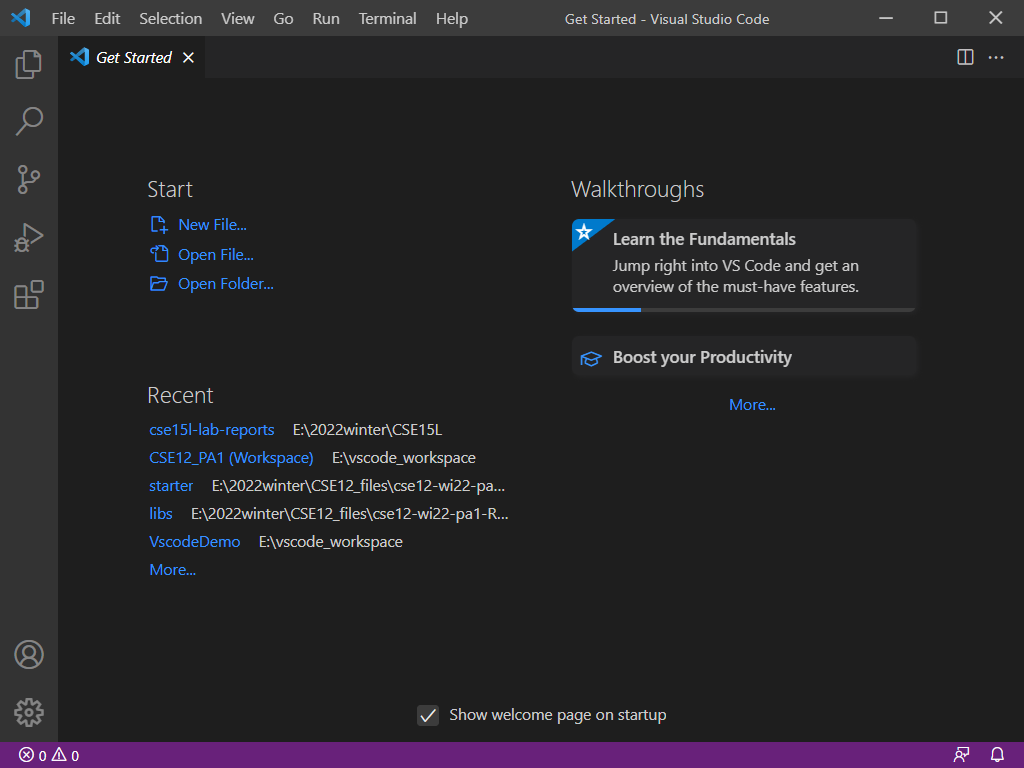 File Edit Selection View Go Run Terminal Help Get Started - Visual Studio Code
Get Started
Start
New File...
Open File...
Open Folder...
Recent
cse15l-lab-reports E:\2022winter\CSE15L
CSE12_PA1 (Workspace) E:\vscode_workspace
starter E:\2022winter\CSE12_files\cse12-wi22-pa...
libs E:\2022winter\CSE12_files\cse12-wi22-pa1-R...
VscodeDemo E:\vscode_workspace
More...
Walkthroughs
Learn the Fundamentals
Jump right into VS Code and get an
overview of the must-have features.
Boost your Productivity
More...
Show welcome page on startup
0 0